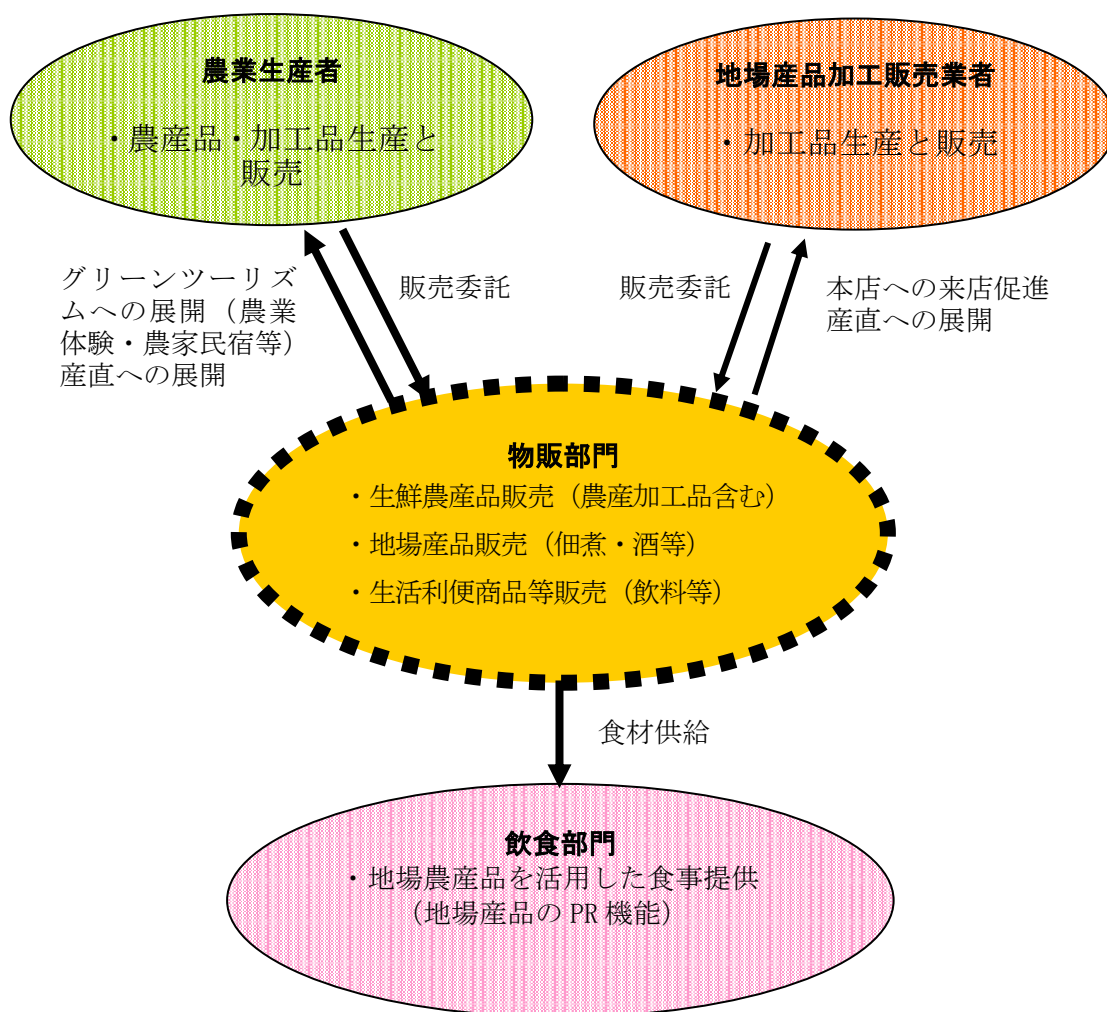 農業生産者
・農産品・加工品生産と
販売
地場産品加工販売業者
・加工品生産と販売
グリーンツーリズ
ムへの展開（農業
体験・農家民宿等）
産直への展開
販売委託
販売委託
本店への来店促進
産直への展開
物販部門
・生鮮農産品販売（農産加工品含む）
・地場産品販売（佃煮・酒等）
・生活利便商品等販売（飲料等）
食材供給
飲食部門
・地場農産品を活用した食事提供
（地場産品の PR 機能）